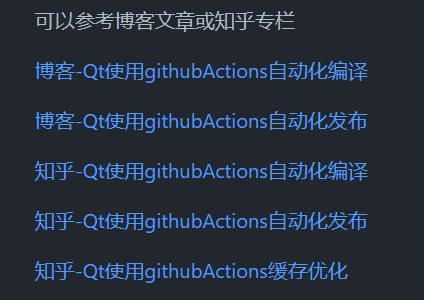 可以参考博客文章或知乎专栏
博客-Qt使用githubActions自动化编译
博客-Qt使用githubActions自动化发布
知乎-Qt使用githubActions自动化编译
知乎-Qt使用githubActions自动化发布
知乎-Qt使用githubActions缓存优化